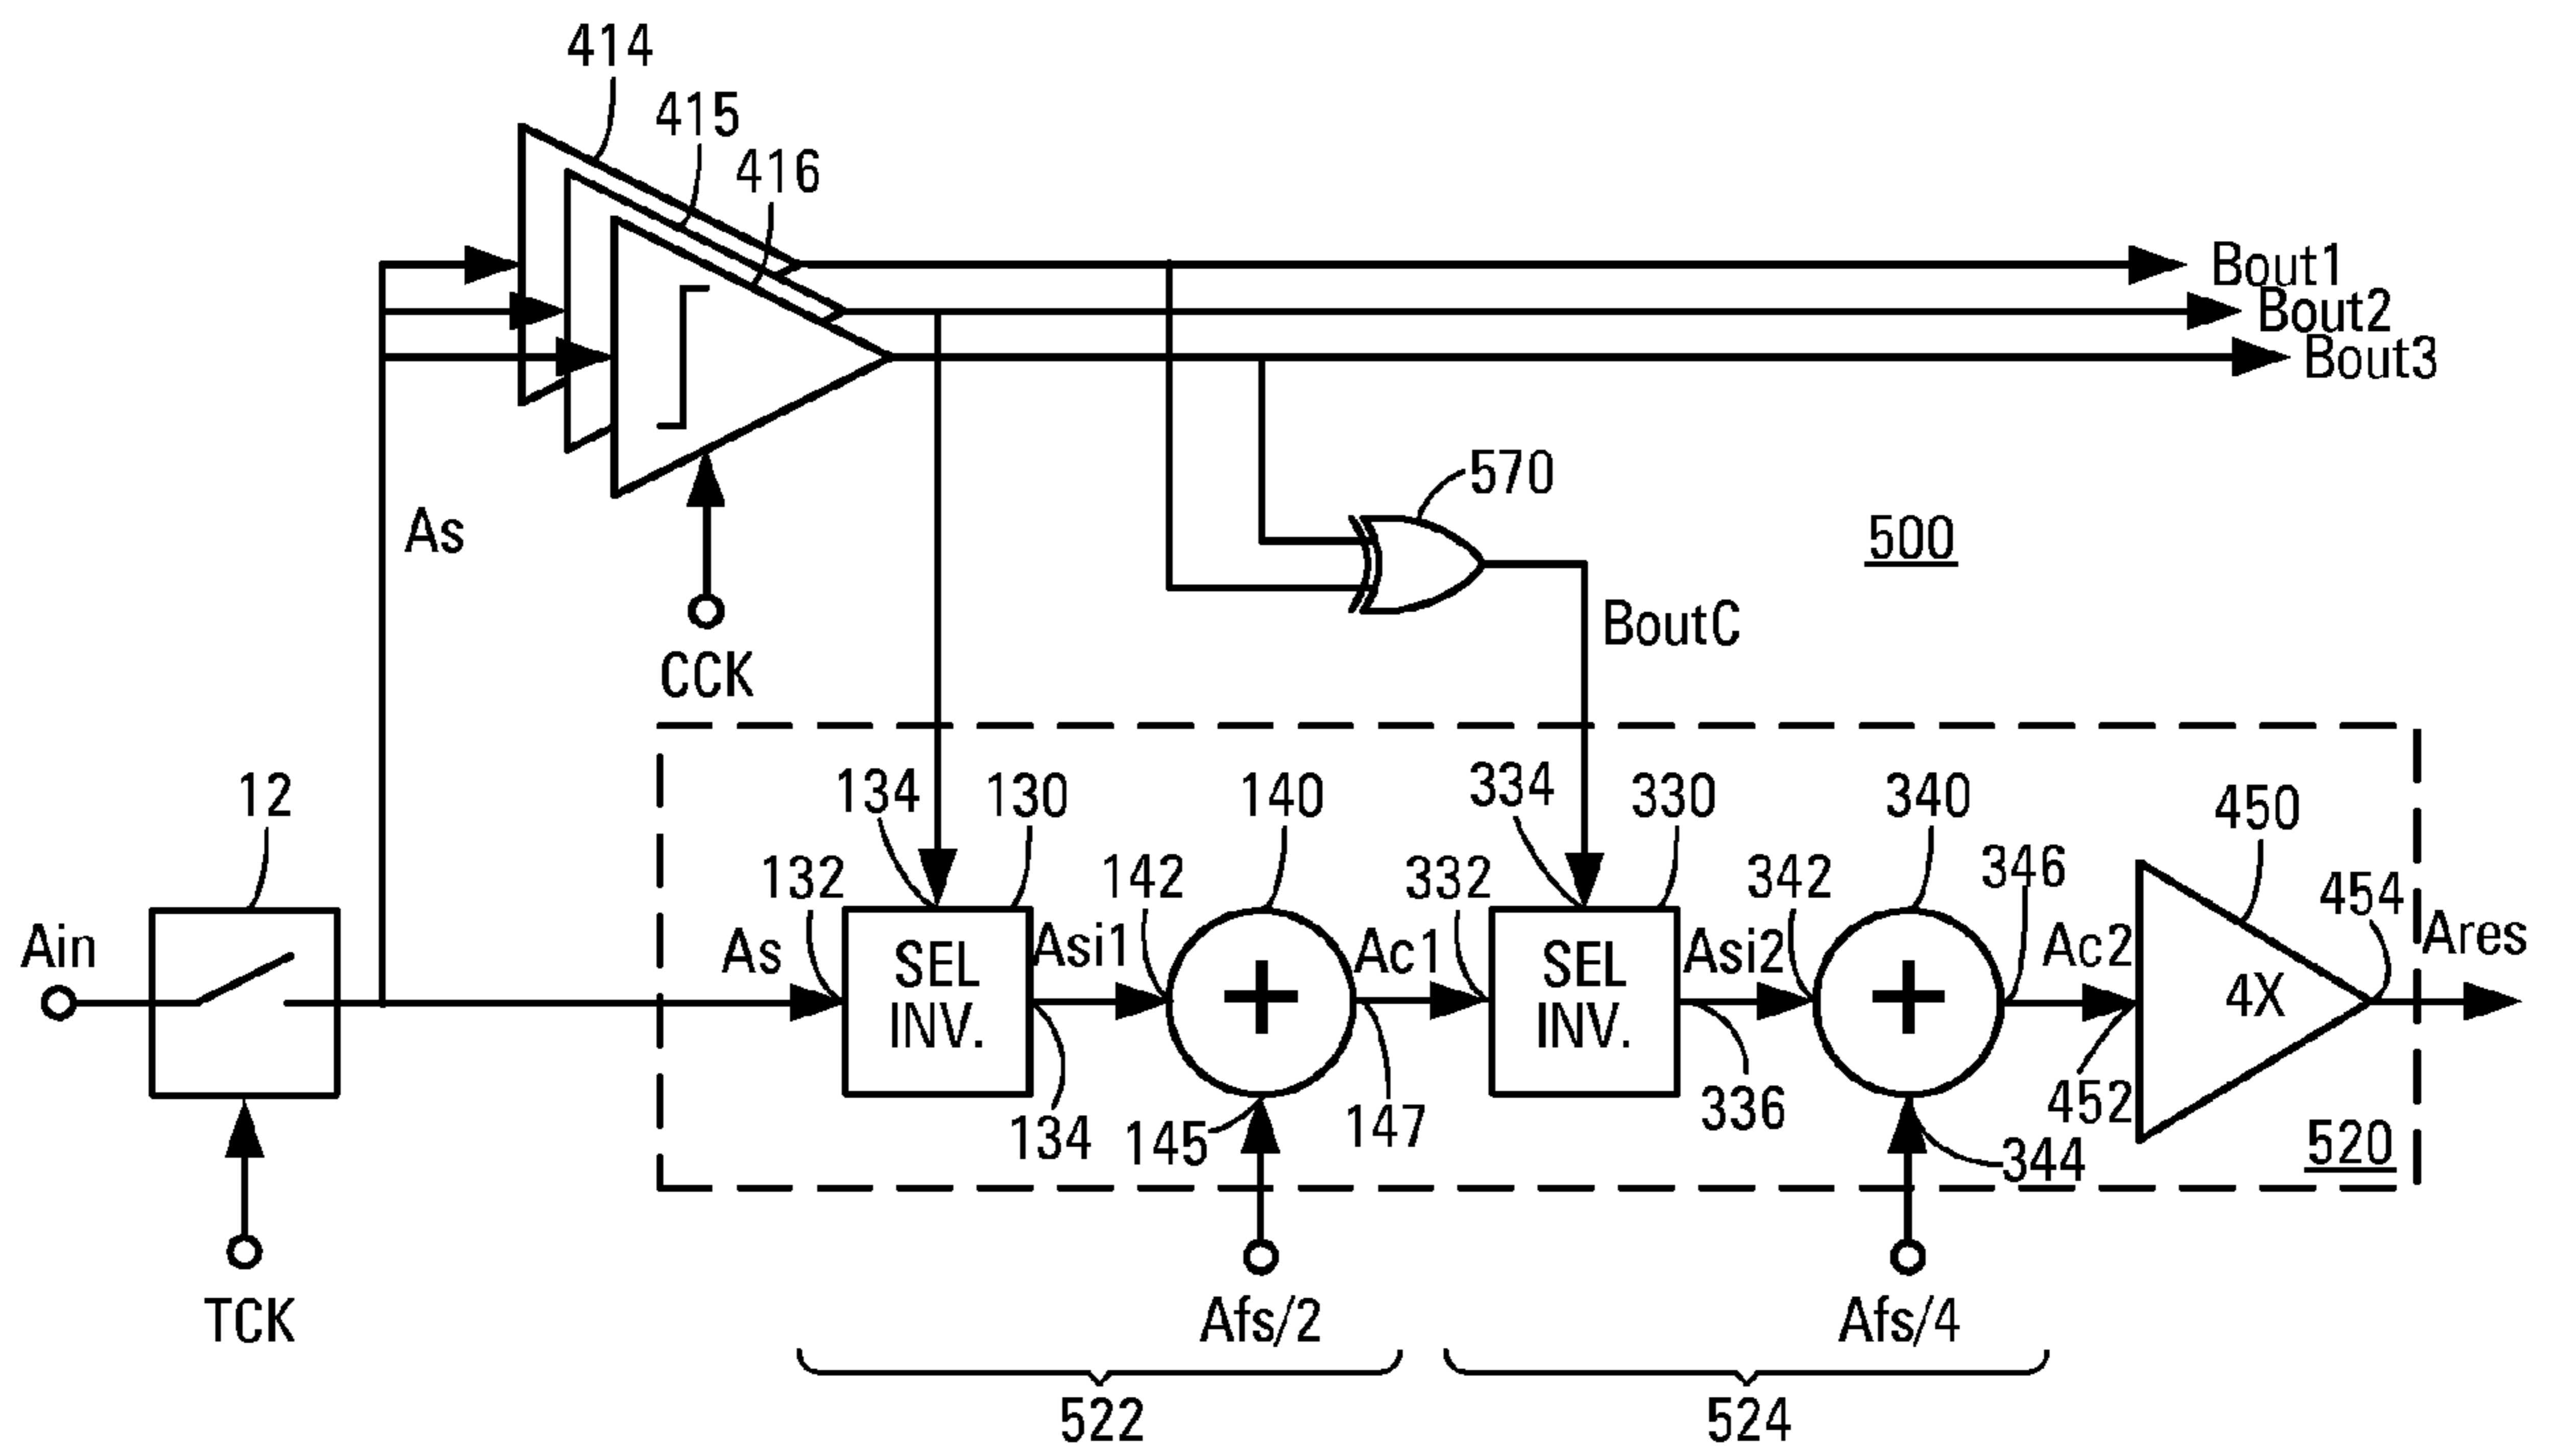 414
415
416
Bout1
Bout2
Bout3
570
As
500
BoutC
CCK
12
134
130
140
334
330
340
450
132
142
332
342
346
454
Ain
As
SEL
INV.
Asi1
+
Ac1
SEL
INV.
Asi2
+
Ac2
4X
Ares
134
145
147
336
452
344
520
TCK
Afs/2
Afs/4
522
524